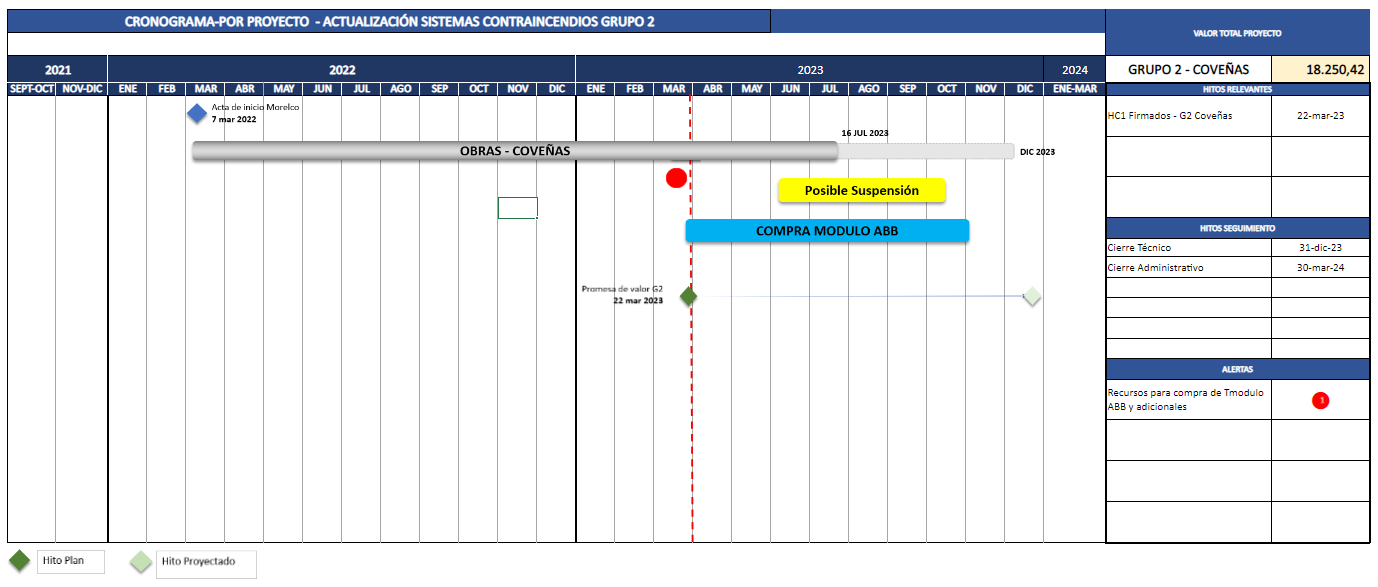 CRONOGRAMA-POR PROYECTO - ACTUALIZACIÓN SISTEMAS CONTRAINCENDIOS GRUPO 2
VALOR TOTAL PROYECTO
2021 2022 2023 2024 GRUPO 2 - COVEÑAS 18.250,42
SEPT-OCT NOV-DIC ENE FEB MAR ABR MAY JUN JUL AGO SEP OCT NOV DIC ENE FEB MAR ABR MAY JUN JUL AGO SEP OCT NOV DIC ENE-MAR HITOS RELEVANTES
Acta de inicio Morelco
7 mar 2022
HC1 Firmados - G2 Coveñas 22-mar-23
16 JUL 2023
OBRAS - COVEÑAS DIC 2023
Posible Suspensión
COMPRA MODULO ABB
HITOS SEGUIMIENTO
Cierre Técnico 31-dic-23
Cierre Administrativo 30-mar-24
Promesa de valor G2
22 mar 2023
ALERTAS
Recursos para compra de Tmodulo
ABB y adicionales 1
Hito Plan Hito Proyectado